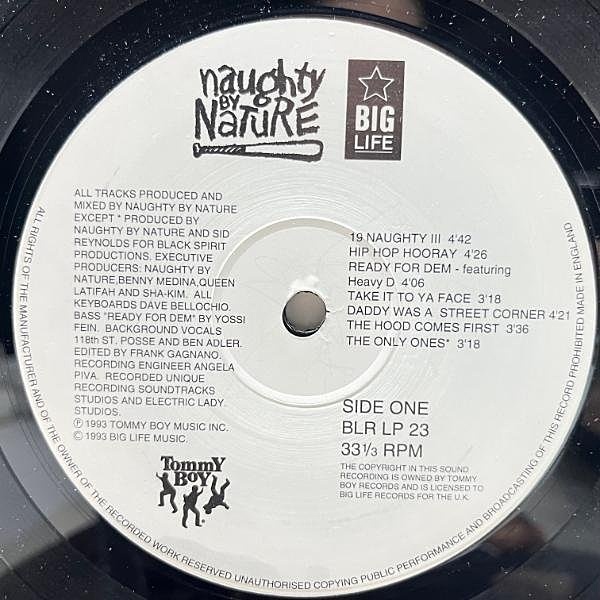 naughty
BY
NATURE
BIG
LIFE
ALL TRACKS PRODUCED AND
MIXED BY NAUGHTY BY NATURE
EXCEPT * PRODUCED BY
NAUGHTY BY NATURE AND SID
REYNOLDS FOR BLACK SPIRIT
PRODUCTIONS. EXECUTIVE
PRODUCERS: NAUGHTY BY
NATURE,BENNY MEDINA,QUEEN
LATIFAH AND SHA-KIM. ALL
KEYBOARDS DAVE BELLOCHIO.
BASS "READY FOR DEM" BY YOSSI
FEIN. BACKGROUND VOCALS
118th ST. POSSE AND BEN ADLER.
EDITED BY FRANK GAGNANO.
RECORDING ENGINEER ANGELA
PIVA. RECORDED UNIQUE
RECORDING SOUNDTRACKS
STUDIOS AND ELECTRIC LADY.
STUDIOS.
℗ 1993 TOMMY BOY MUSIC INC.
© 1993 BIG LIFE MUSIC.
19 NAUGHTY III 4'42
HIP HOP HOORAY 4'26
READY FOR DEM - featuring
Heavy D 4'06
TAKE IT TO YA FACE 3'18
DADDY WAS A STREET CORNER 4'21
THE HOOD COMES FIRST 3'36
THE ONLY ONES* 3'18
SIDE ONE
BLR LP 23
33⅓ RPM
THE COPYRIGHT IN THIS SOUND
RECORDING IS OWNED BY TOMMY
BOY RECORDS AND IS LICENSED TO
BIG LIFE RECORDS FOR THE U.K.
Tommy
BOY
ALL RIGHTS OF THE MANUFACTURER AND OF THE OWNER OF THE RECORDED WORK RESERVED UNAUTHORISED COPYING PUBLIC PERFORMANCE AND BROADCASTING OF THIS RECORD PROHIBITED MADE IN ENGLAND